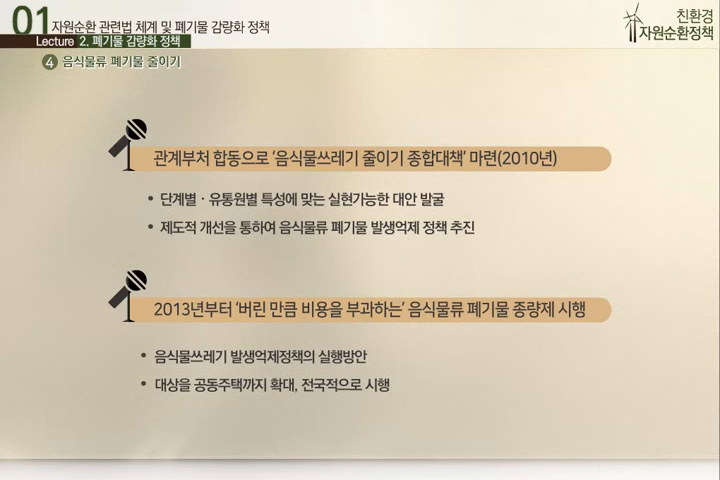 01 자원순환 관련법 체계 및 폐기물 감량화 정책
Lecture 2. 폐기물 감량화 정책
4 음식물류 폐기물 줄이기
친환경
자원순환정책
관계부처 합동으로 ‘음식물쓰레기 줄이기 종합대책’ 마련(2010년)
• 단계별 · 유통원별 특성에 맞는 실현가능한 대안 발굴
• 제도적 개선을 통하여 음식물류 폐기물 발생억제 정책 추진
2013년부터 ‘버린 만큼 비용을 부과하는’ 음식물류 폐기물 종량제 시행
• 음식물쓰레기 발생억제정책의 실행방안
• 대상을 공동주택까지 확대, 전국적으로 시행